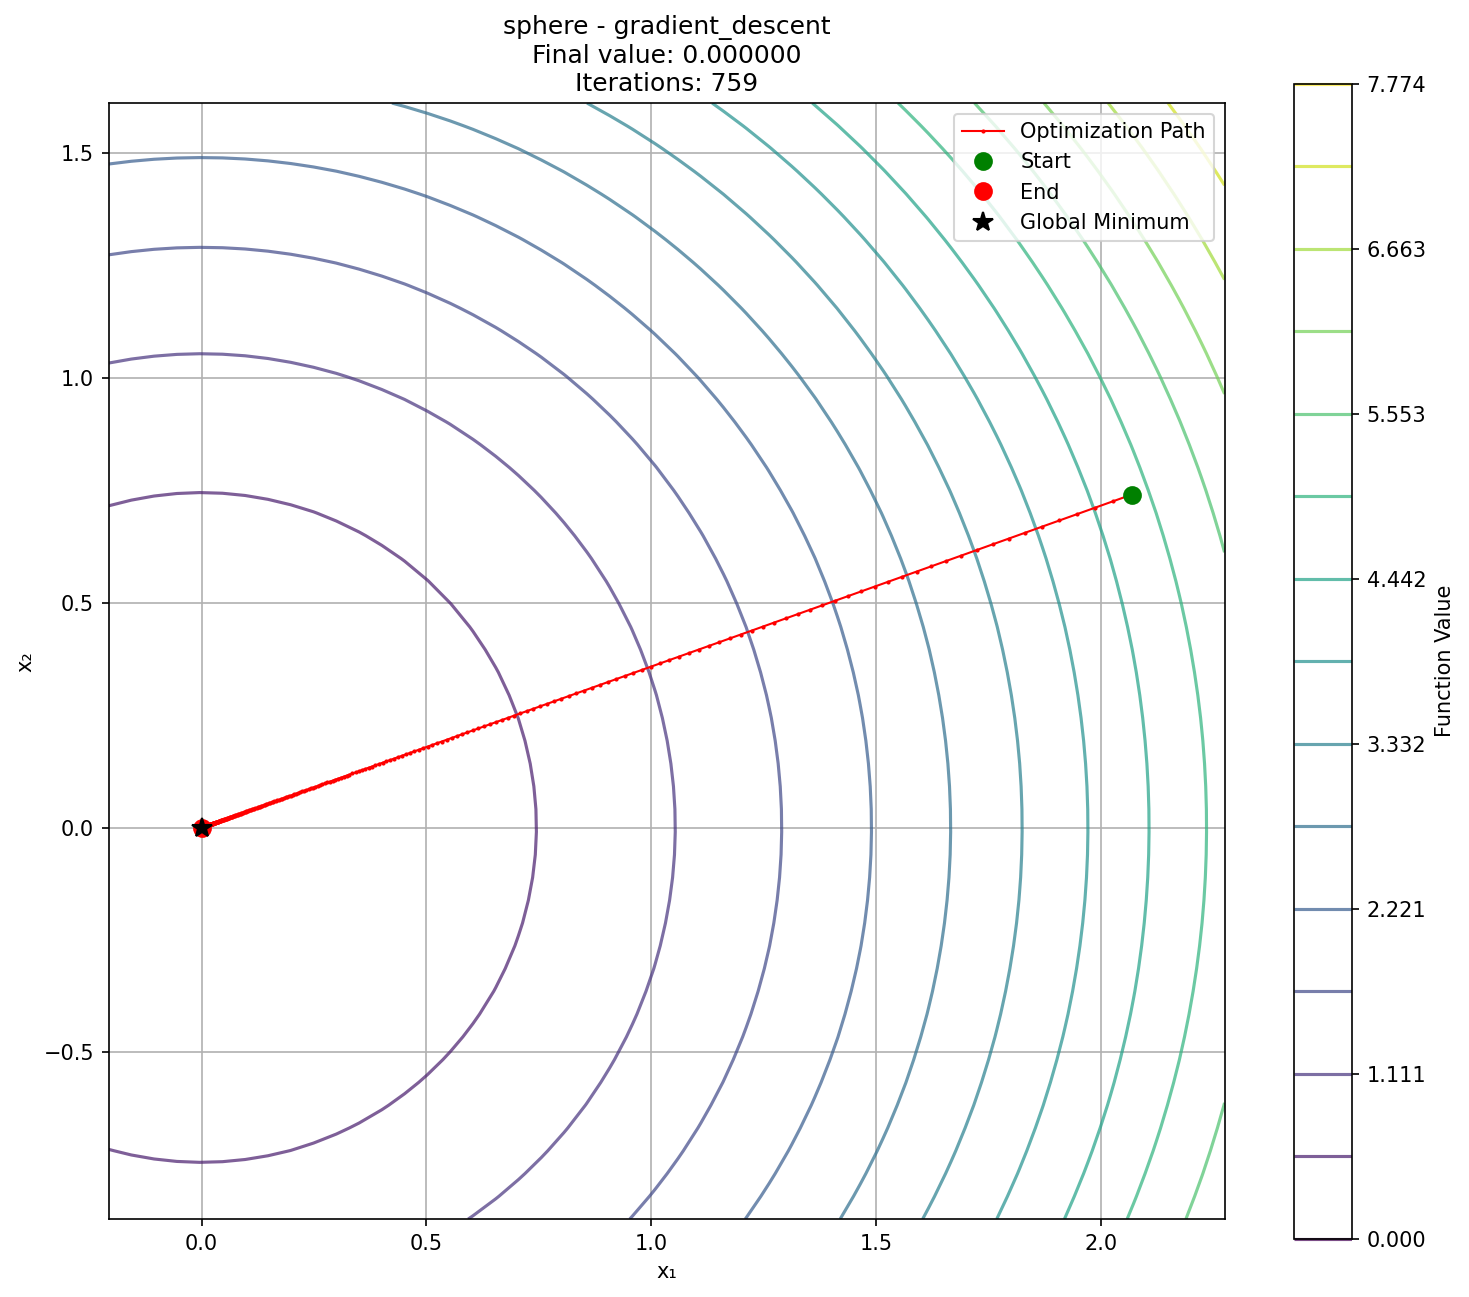 sphere - gradient_descent
Final value: 0.000000
Iterations: 759
Optimization Path
Start
End
Global Minimum
1.5
1.0
0.5
0.0
−0.5
x₂
0.0
0.5
1.0
1.5
2.0
x₁
7.774
6.663
5.553
4.442
3.332
2.221
1.111
0.000
Function Value